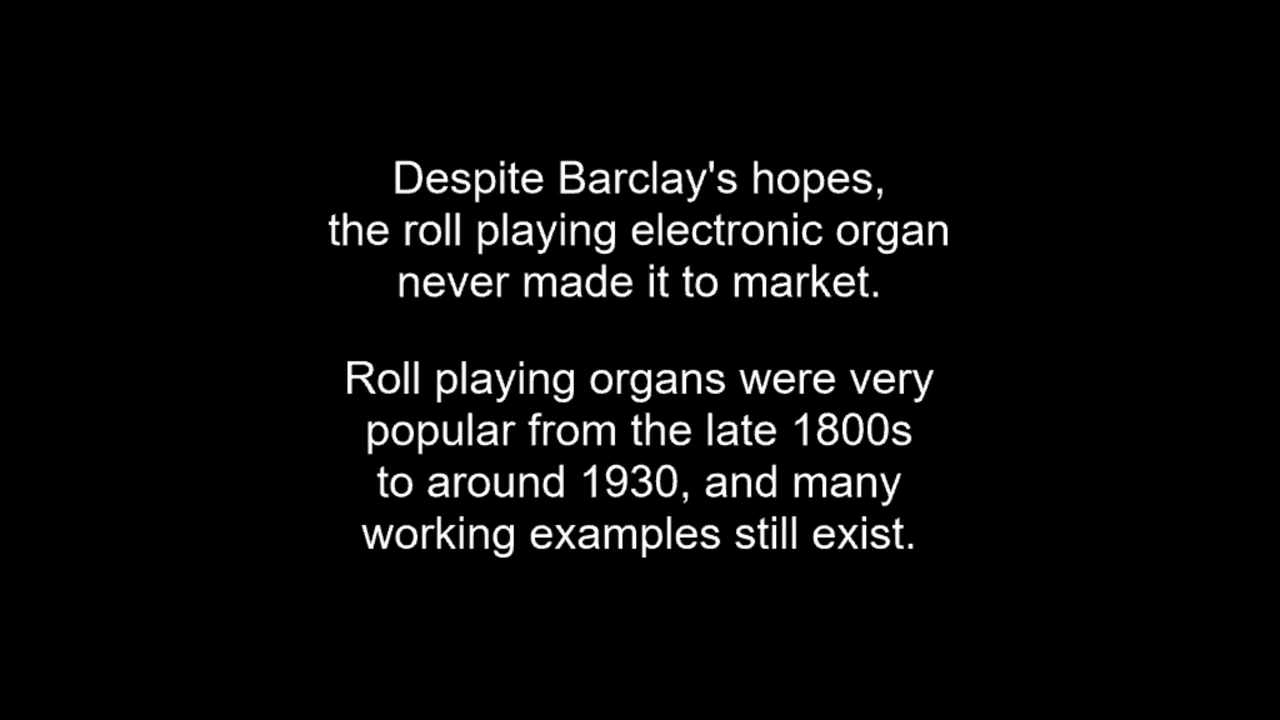 Despite Barclay's hopes,
the roll playing electronic organ
never made it to market.
Roll playing organs were very
popular from the late 1800s
to around 1930, and many
working examples still exist.